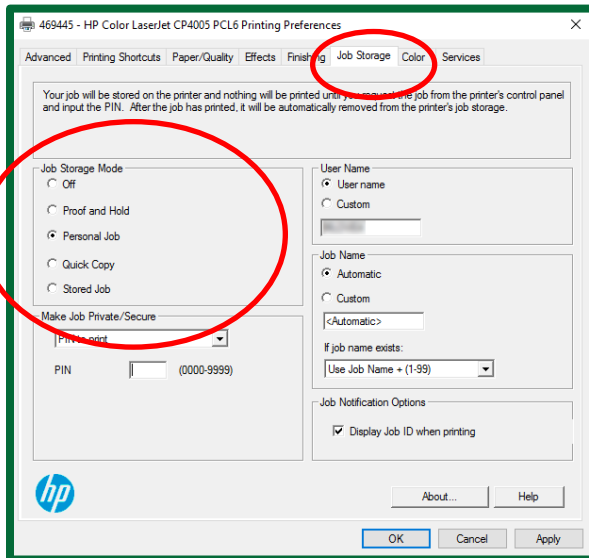 469445 - HP Color LaserJet CP4005 PCL6 Printing Preferences
Advanced Printing Shortcuts Paper/Quality Effects Finishing Job Storage Color Services
Your job will be stored on the printer and nothing will be printed until you request the job from the printer's control panel
and input the PIN. After the job has printed, it will be automatically removed from the printer's job storage.
Job Storage Mode
Off
Proof and Hold
Personal Job
Quick Copy
Stored Job
Make Job Private/Secure
PIN to print
PIN (0000-9999)
User Name
User name
Custom
Job Name
Automatic
Custom
<Automatic>
If job name exists:
Use Job Name + (1-99)
Job Notification Options
Display Job ID when printing
hp
About... Help
OK Cancel Apply